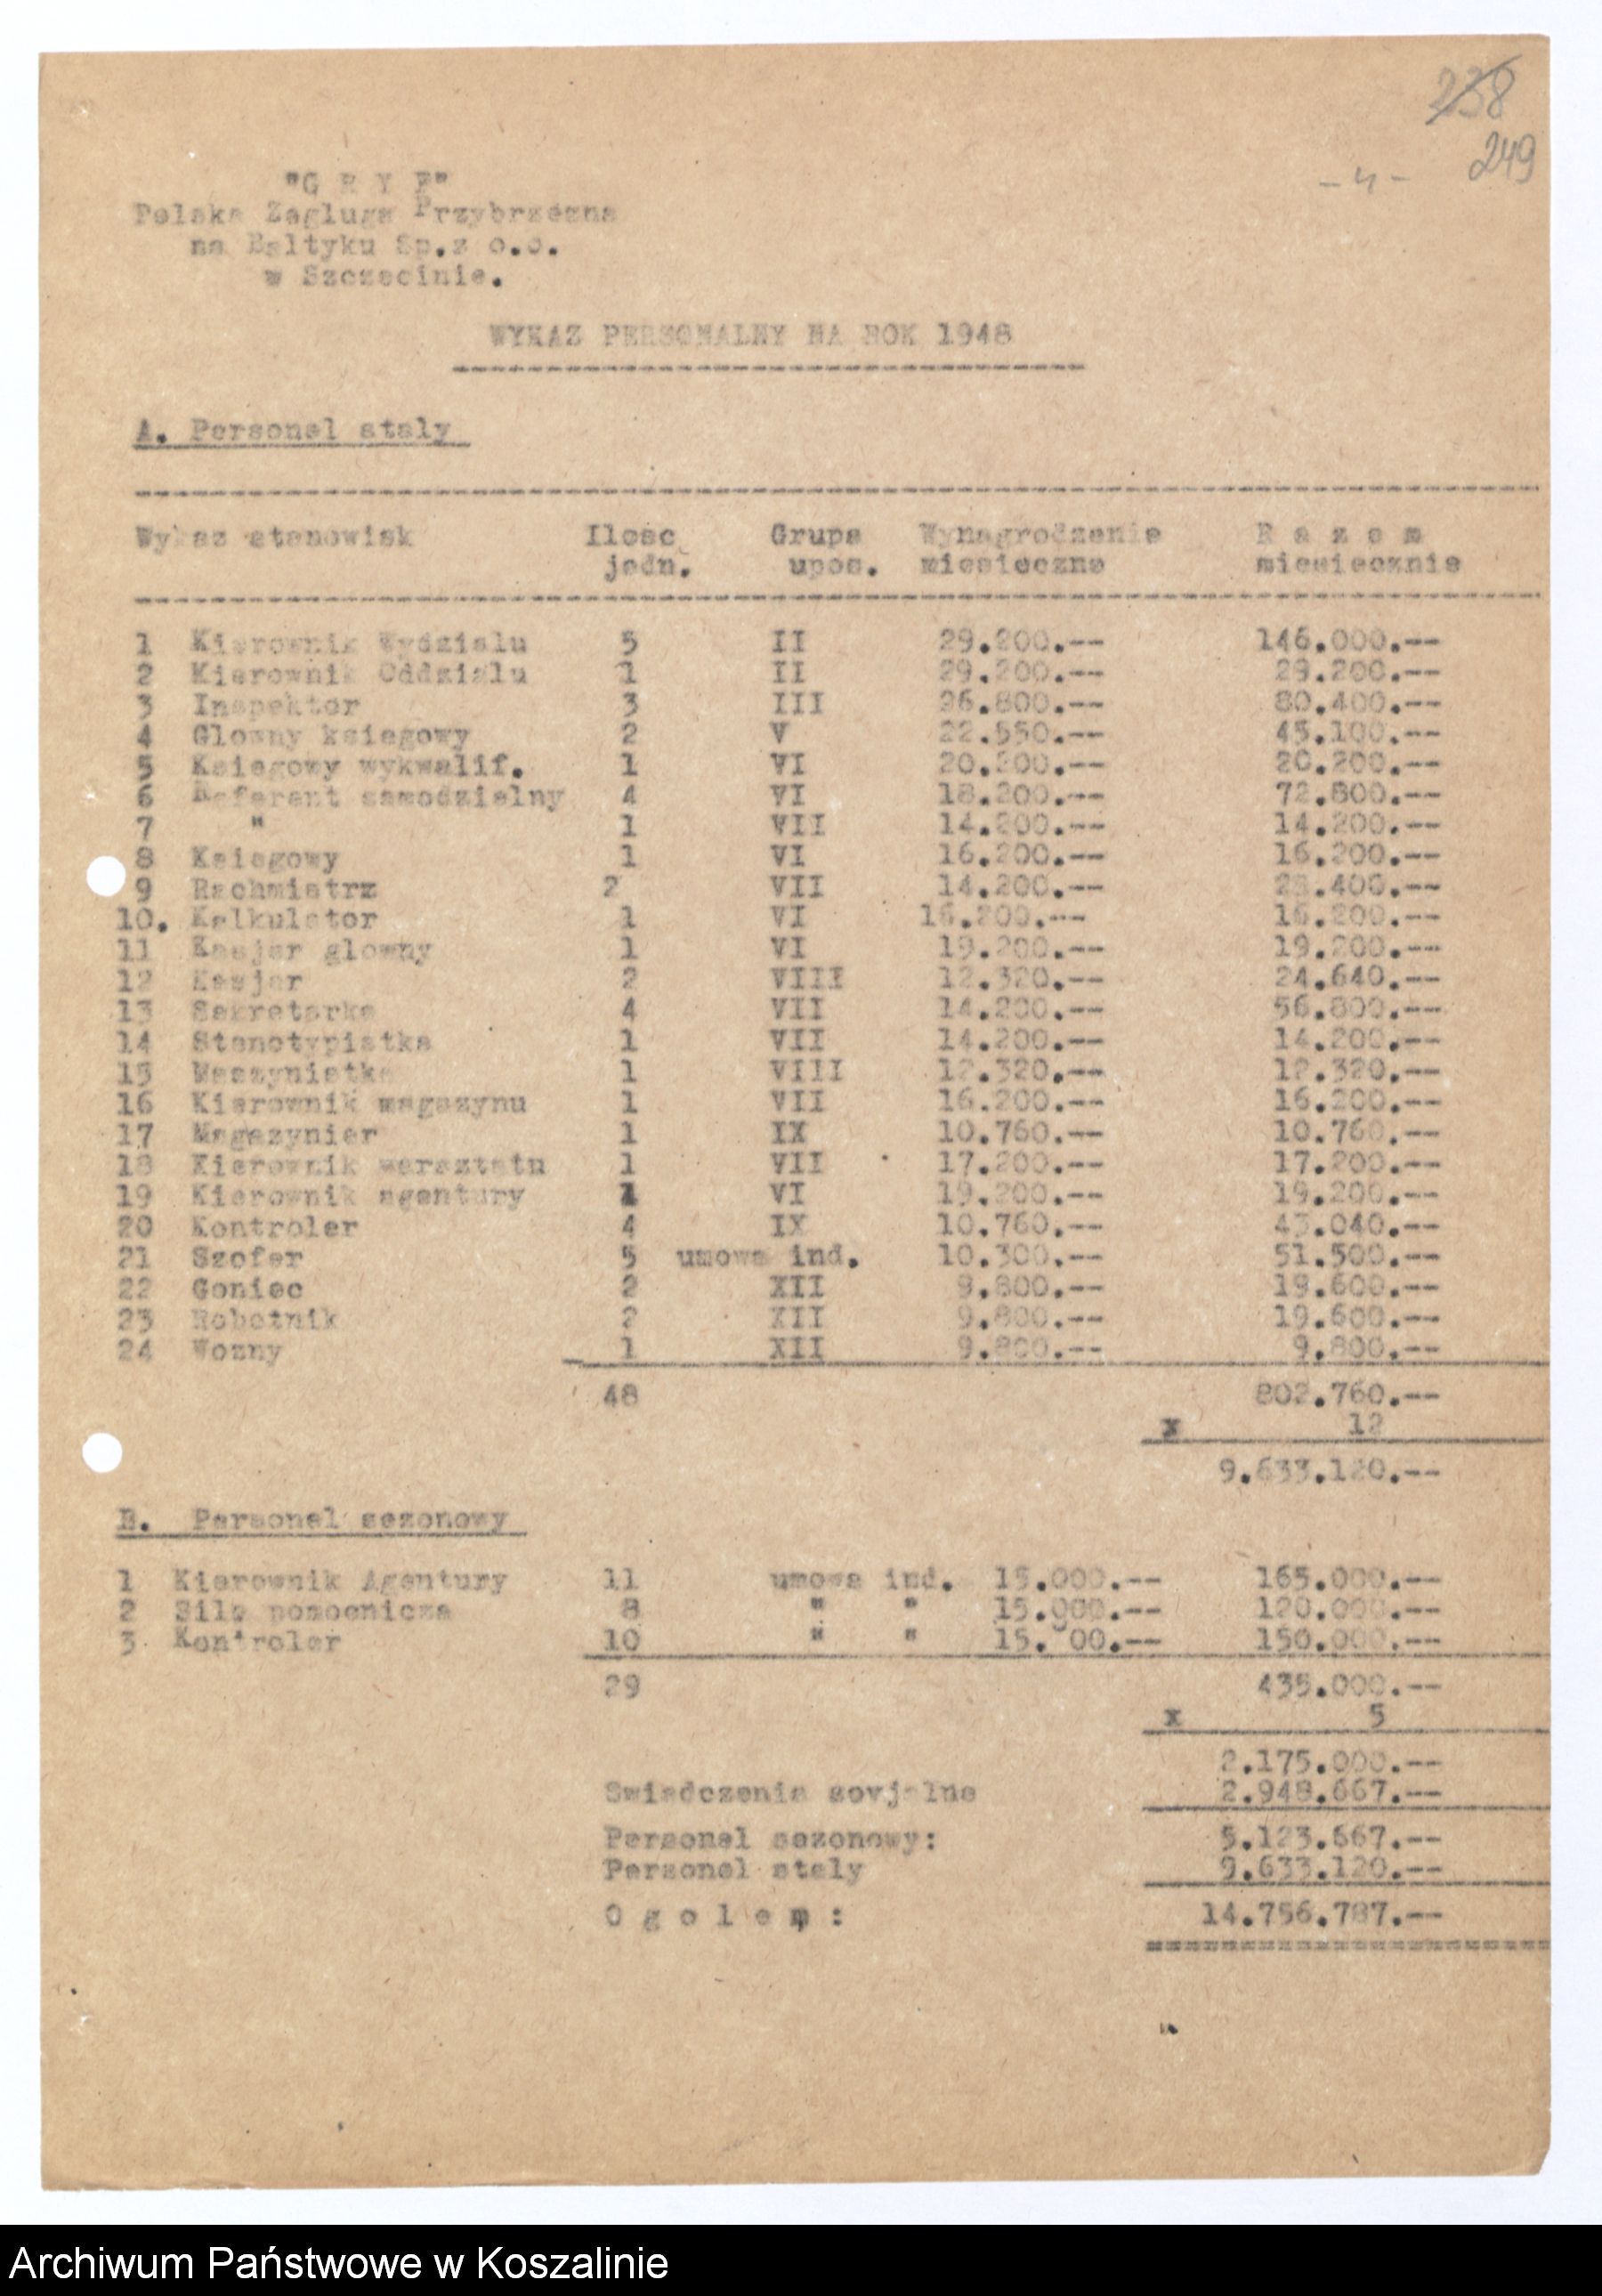 238
249
- 4 -
"G R Y F"
Polska Zegluga Przybrzezna
na Baltyku Sp.z o.o.
w Szczecinie.
WYKAZ PERSONALNY NA ROK 1948
A. Personel staly
Wykaz stanowisk Ilosc Grupa Wynagrodzenie R a z e m
jedn. upos. miesieczne miesiecznie
1 Kierownik Wydzialu 5 II 29.200.-- 146.000.--
2 Kierownik Oddzialu 1 II 29.200.-- 29.200.--
3 Inspektor 3 III 26.800.-- 80.400.--
4 Glowny ksiegowy 2 V 22.550.-- 45.100.--
5 Ksiegowy wykwalif. 1 VI 20.200.-- 20.200.--
6 Referent samodzielny 4 VI 18.200.-- 72.800.--
7 " 1 VII 14.200.-- 14.200.--
8 Ksiegowy 1 VI 16.200.-- 16.200.--
9 Rachmistrz 2 VII 14.200.-- 28.400.--
10. Kalkulator 1 VI 16.200.-- 16.200.--
11 Kasjer glowny 1 VI 19.200.-- 19.200.--
12 Kasjer 2 VIII 12.320.-- 24.640.--
13 Sekretarka 4 VII 14.200.-- 56.800.--
14 Stenotypistka 1 VII 14.200.-- 14.200.--
15 Maszynistka 1 VIII 12.320.-- 12.320.--
16 Kierownik magazynu 1 VII 16.200.-- 16.200.--
17 Magazynier 1 IX 10.760.-- 10.760.--
18 Kierownik warsztatu 1 VII 17.200.-- 17.200.--
19 Kierownik agentury 1 VI 19.200.-- 19.200.--
20 Kontroler 4 IX 10.760.-- 43.040.--
21 Szofer 5 umowa ind. 10.300.-- 51.500.--
22 Goniec 2 XII 9.800.-- 19.600.--
23 Robotnik 2 XII 9.800.-- 19.600.--
24 Wozny 1 XII 9.800.-- 9.800.--
48 802.760.--
x 12
9.633.120.--
B. Personel sezonowy
1 Kierownik Agentury 11 umowa ind. 15.000.-- 165.000.--
2 Sila pomocnicza 8 " " 15.000.-- 120.000.--
3 Kontroler 10 " " 15.000.-- 150.000.--
29 435.000.--
x 5
2.175.000.--
Swiadczenia sovjalne 2.948.667.--
Personel sezonowy: 5.123.667.--
Personel staly 9.633.120.--
O g o l e m : 14.756.787.--
Archiwum Państwowe w Koszalinie